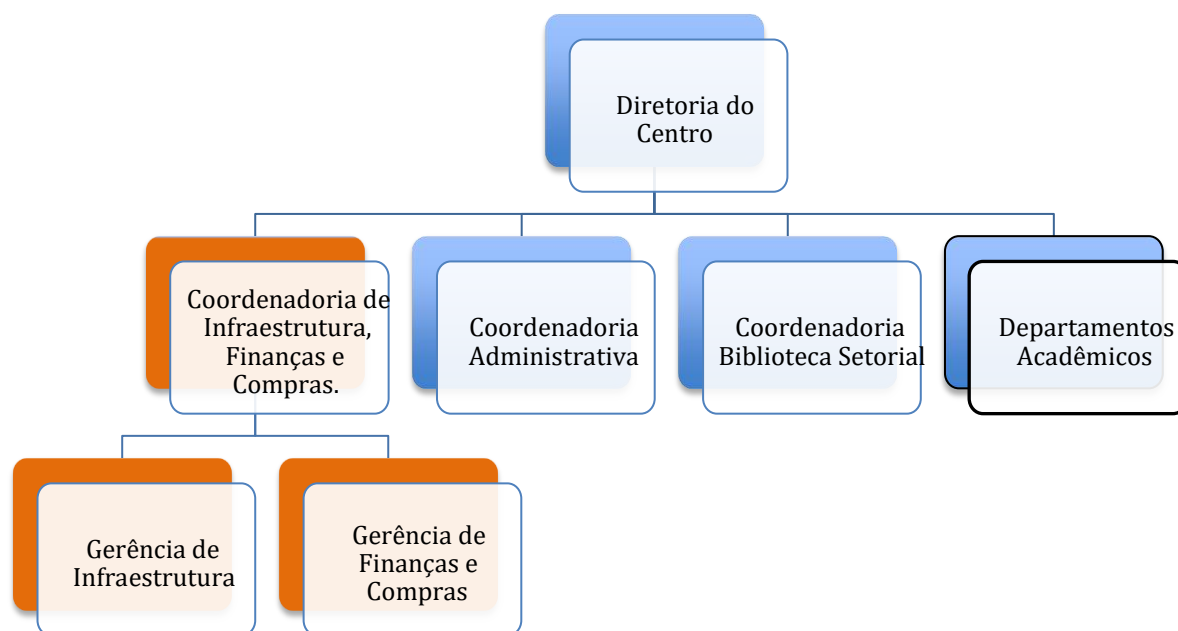 Diretoria do
Centro
Coordenadoria de
Infraestrutura,
Finanças e
Compras.
Coordenadoria
Administrativa
Coordenadoria
Biblioteca Setorial
Departamentos
Acadêmicos
Gerência de
Infraestrutura
Gerência de
Finanças e
Compras